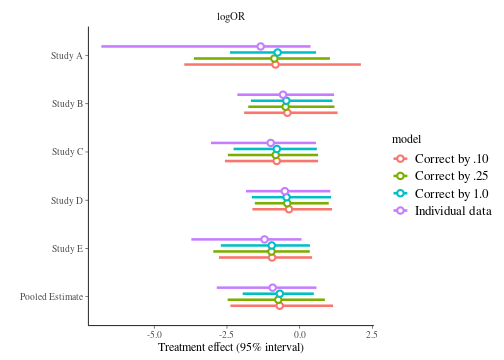 logOR
Study A
Study B
Study C
Study D
Study E
Pooled Estimate
-5.0 -2.5 0.0 2.5
Treatment effect (95% interval)
model
Correct by .10
Correct by .25
Correct by 1.0
Individual data